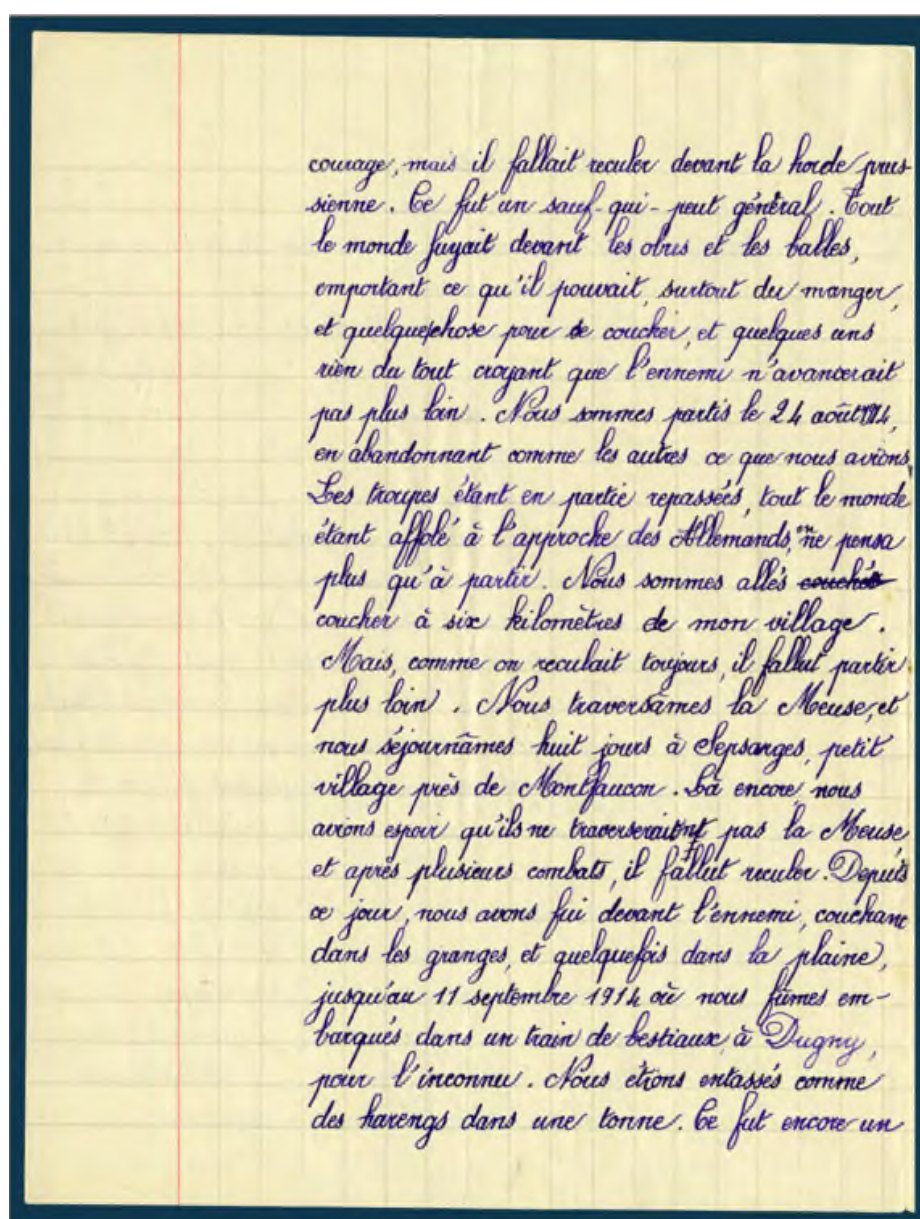 courage, mais il fallait reculer devant la horde prus-
sienne. Ce fut un sauf-qui-peut général. Tout
le monde fuyait devant les obus et les balles,
emportant ce qu'il pouvait, surtout du manger,
et quelquechose pour se coucher, et quelques uns
rien du tout croyant que l'ennemi n'avancerait
pas plus loin. Nous sommes partis le 24 août 1914,
en abandonnant comme les autres ce que nous avions.
Les troupes étant en partie repassées, tout le monde
étant affolé à l'approche des Allemands, on ne pensa
plus qu'à partir. Nous sommes allés couchés
coucher à six kilomètres de mon village.
Mais, comme on reculait toujours, il fallut partir
plus loin. Nous traversâmes la Meuse, et
nous séjournâmes huit jours à Sepsarges, petit
village près de Montfaucon. Là encore, nous
avions espoir qu'ils ne traverseraient pas la Meuse
et après plusieurs combats, il fallut reculer. Depuis
ce jour, nous avons fui devant l'ennemi, couchant
dans les granges, et quelquefois dans la plaine,
jusqu'au 11 septembre 1914 où nous fûmes em-
barqués dans un train de bestiaux à Dugny,
pour l'inconnu. Nous étions entassés comme
des harengs dans une tonne. Ce fut encore un